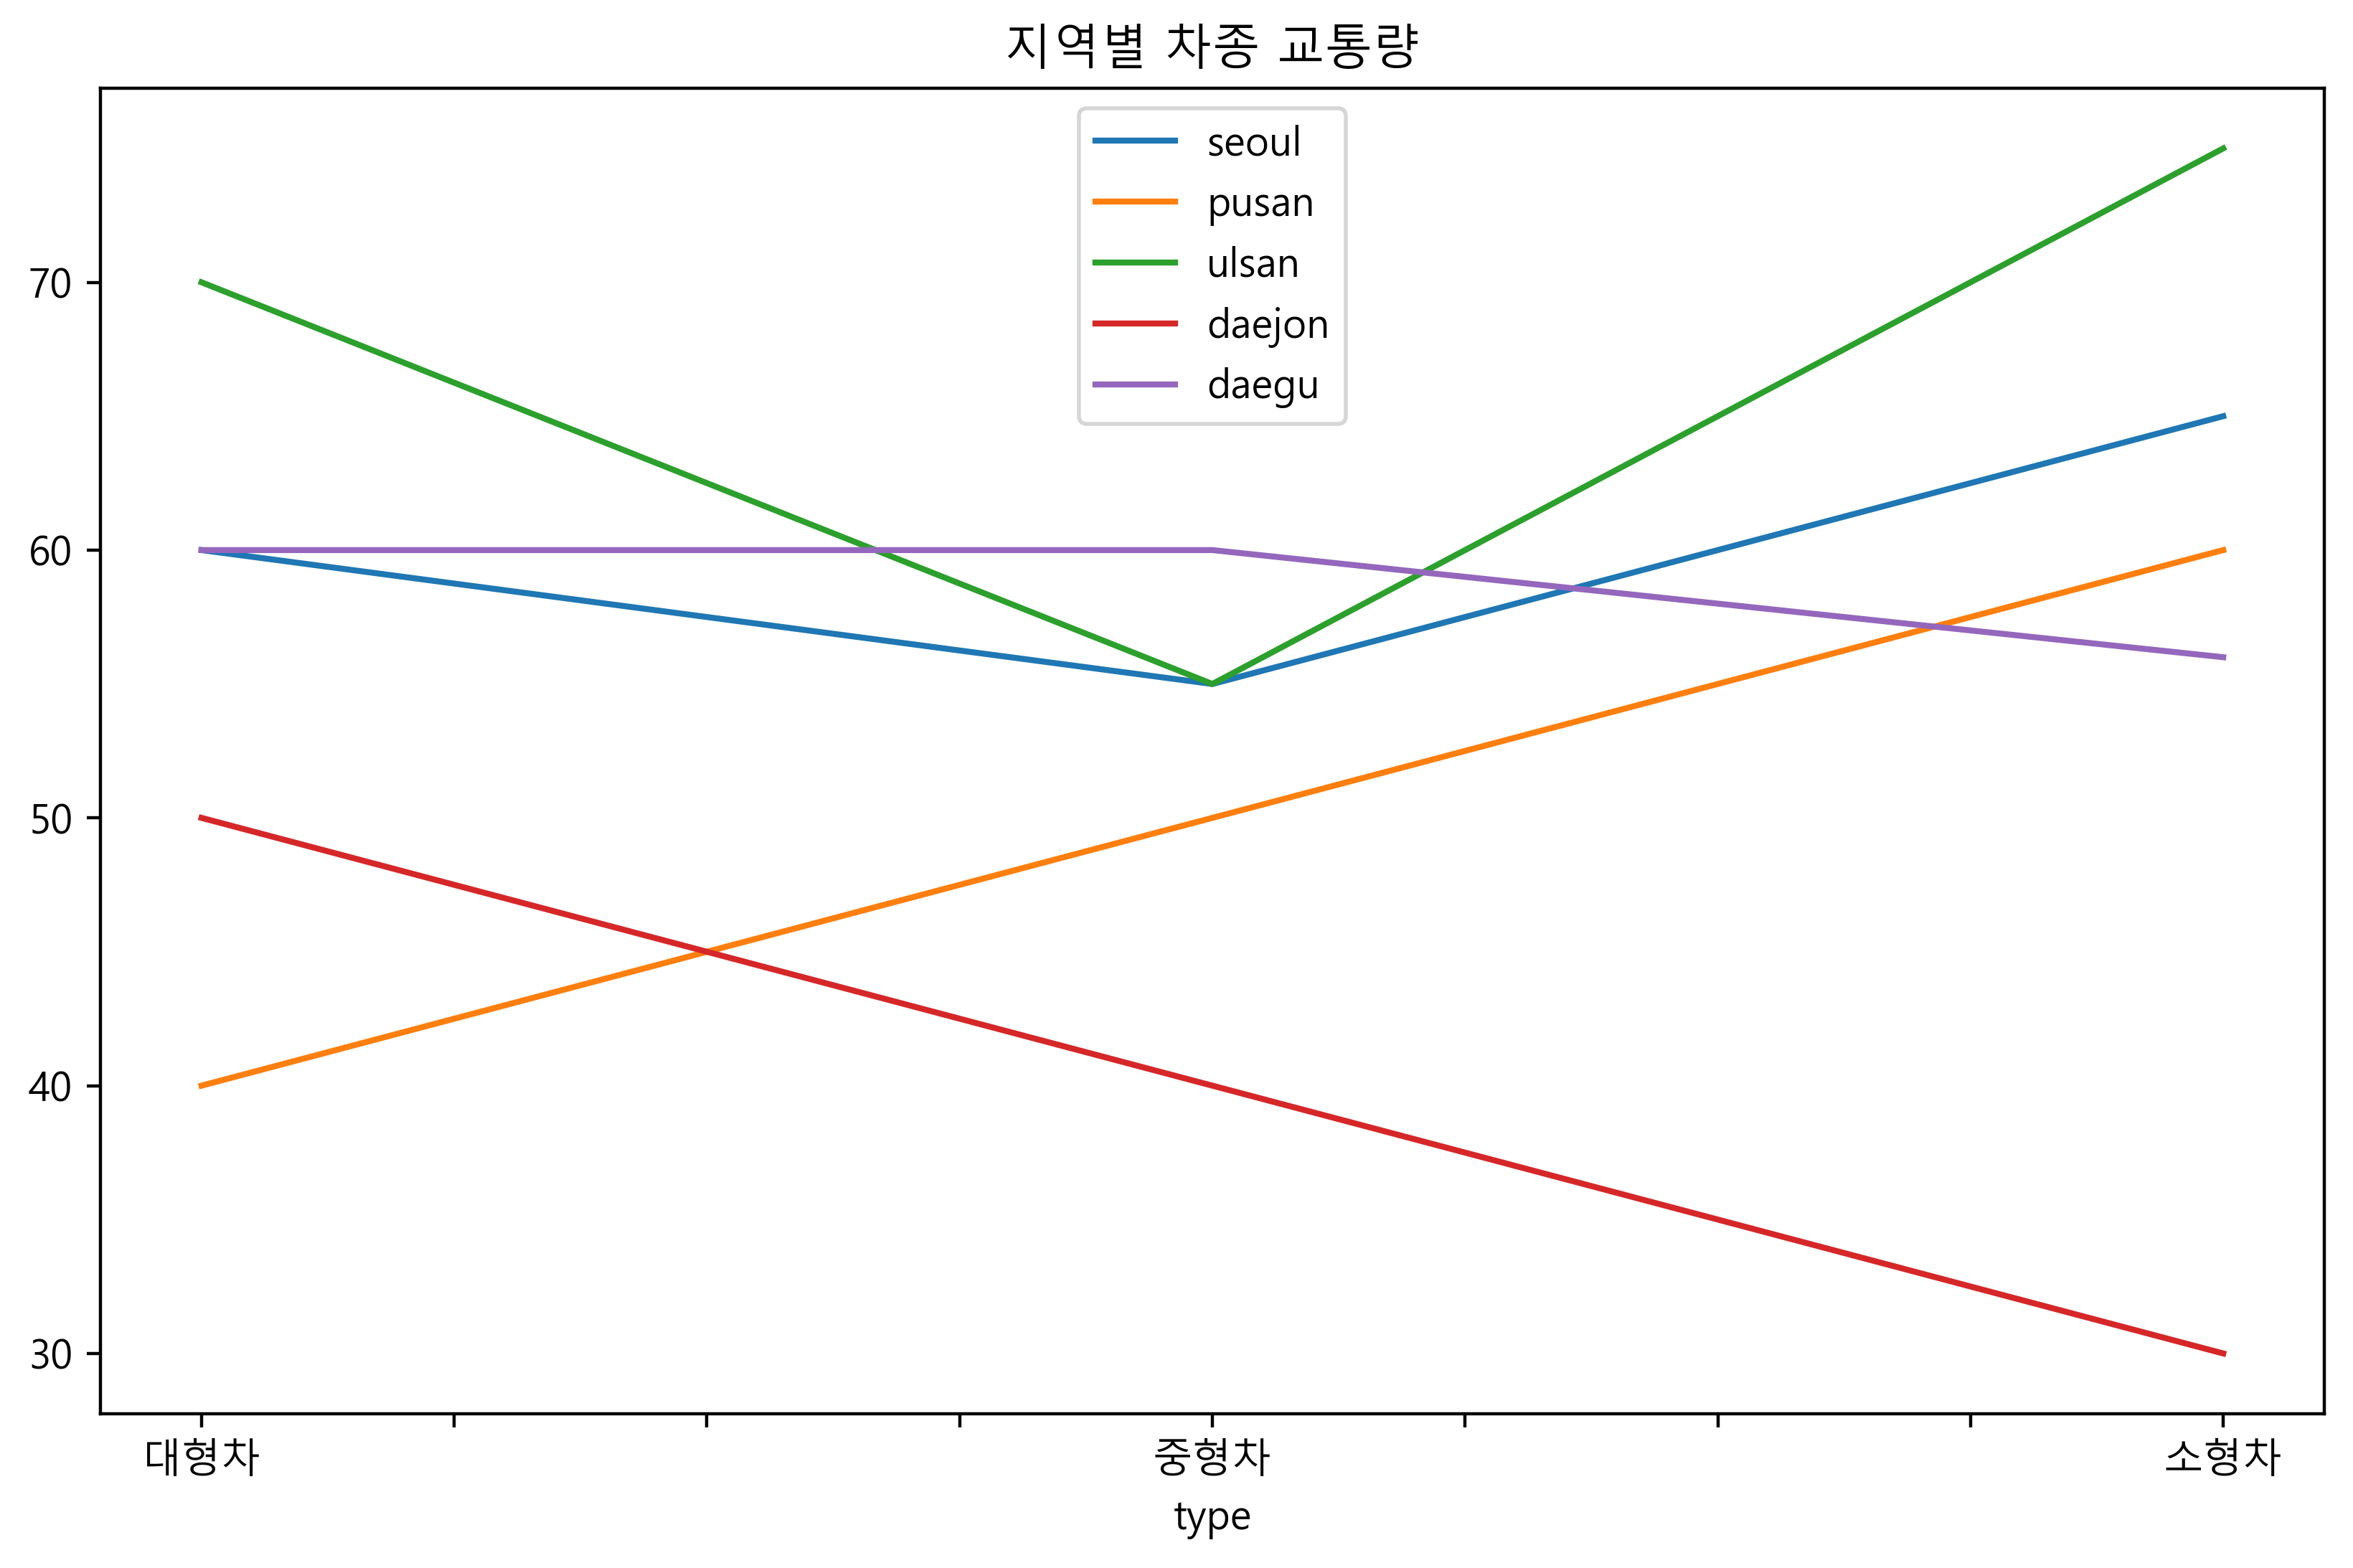 지역별 차종 교통량
seoul
pusan
ulsan
daejon
daegu
70
60
50
40
30
대형차 중형차 소형차
type